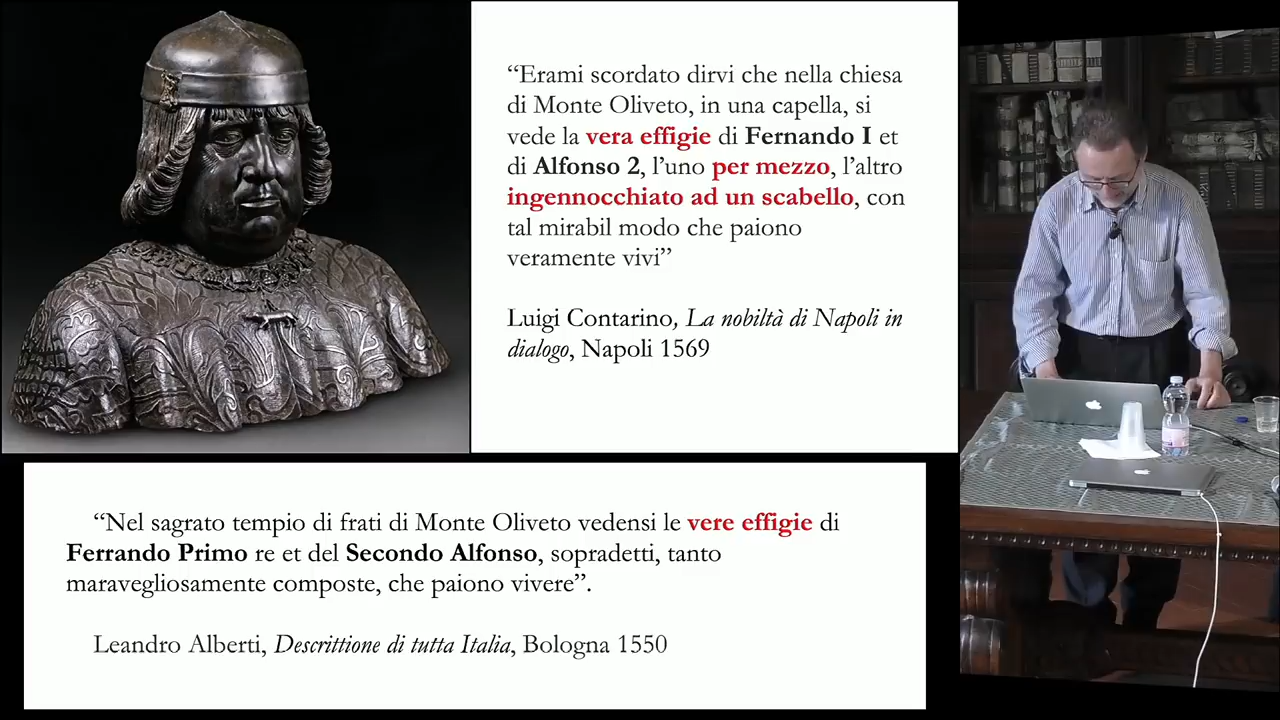 “Erami scordato dirvi che nella chiesa
di Monte Oliveto, in una capella, si
vede la vera effigie di Fernando I et
di Alfonso 2, l’uno per mezzo, l’altro
ingennocchiato ad un scabello, con
tal mirabil modo che paiono
veramente vivi”
Luigi Contarino, La nobiltà di Napoli in
dialogo, Napoli 1569
“Nel sagrato tempio di frati di Monte Oliveto vedensi le vere effigie di
Ferrando Primo re et del Secondo Alfonso, sopradetti, tanto
maravegliosamente composte, che paiono vivere”.
Leandro Alberti, Descrittione di tutta Italia, Bologna 1550